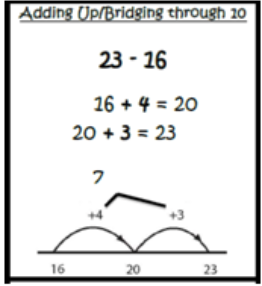 Adding Up/Bridging through 10
23 - 16
16 + 4 = 20
20 + 3 = 23
7
+4 +3
16 20 23